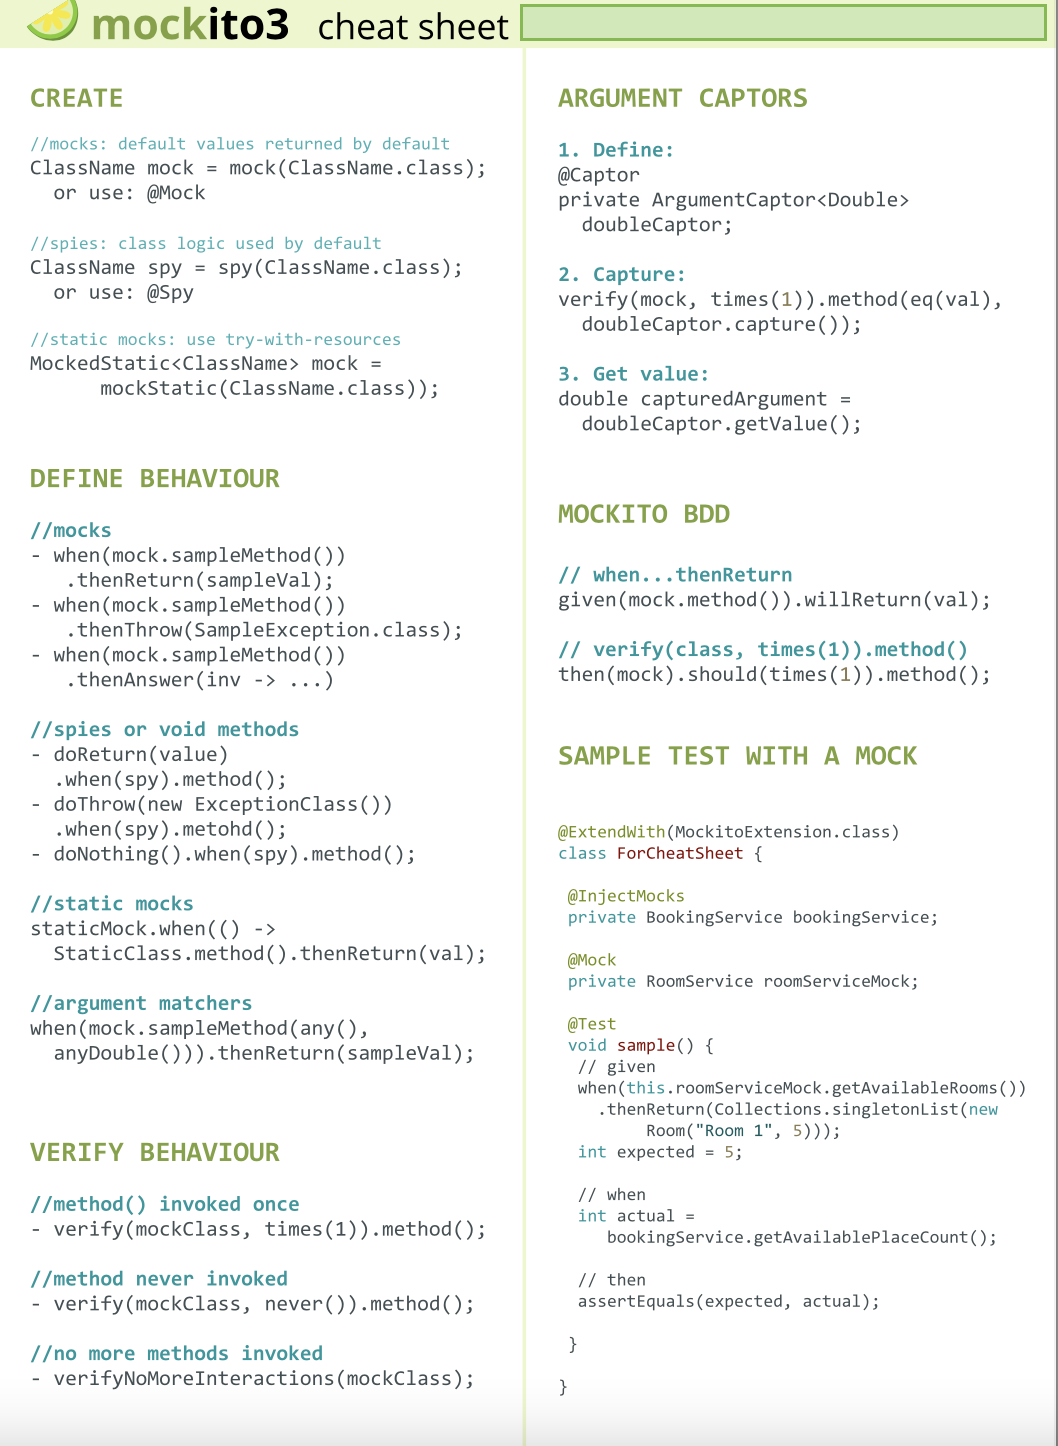 mockito3 cheat sheet
CREATE
//mocks: default values returned by default
ClassName mock = mock(ClassName.class);
or use: @Mock
//spies: class logic used by default
ClassName spy = spy(ClassName.class);
or use: @Spy
//static mocks: use try-with-resources
MockedStatic<ClassName> mock =
mockStatic(ClassName.class));
DEFINE BEHAVIOUR
//mocks
- when(mock.sampleMethod())
.thenReturn(sampleVal);
- when(mock.sampleMethod())
.thenThrow(SampleException.class);
- when(mock.sampleMethod())
.thenAnswer(inv -> ...)
//spies or void methods
- doReturn(value)
.when(spy).method();
- doThrow(new ExceptionClass())
.when(spy).metohd();
- doNothing().when(spy).method();
//static mocks
staticMock.when(() ->
StaticClass.method().thenReturn(val);
//argument matchers
when(mock.sampleMethod(any(),
anyDouble())).thenReturn(sampleVal);
VERIFY BEHAVIOUR
//method() invoked once
- verify(mockClass, times(1)).method();
//method never invoked
- verify(mockClass, never()).method();
//no more methods invoked
- verifyNoMoreInteractions(mockClass);
ARGUMENT CAPTORS
1. Define:
@Captor
private ArgumentCaptor<Double>
doubleCaptor;
2. Capture:
verify(mock, times(1)).method(eq(val),
doubleCaptor.capture());
3. Get value:
double capturedArgument =
doubleCaptor.getValue();
MOCKITO BDD
// when...thenReturn
given(mock.method()).willReturn(val);
// verify(class, times(1)).method()
then(mock).should(times(1)).method();
SAMPLE TEST WITH A MOCK
@ExtendWith(MockitoExtension.class)
class ForCheatSheet {
@InjectMocks
private BookingService bookingService;
@Mock
private RoomService roomServiceMock;
@Test
void sample() {
// given
when(this.roomServiceMock.getAvailableRooms())
.thenReturn(Collections.singletonList(new
Room("Room 1", 5)));
int expected = 5;
// when
int actual =
bookingService.getAvailablePlaceCount();
// then
assertEquals(expected, actual);
}
}